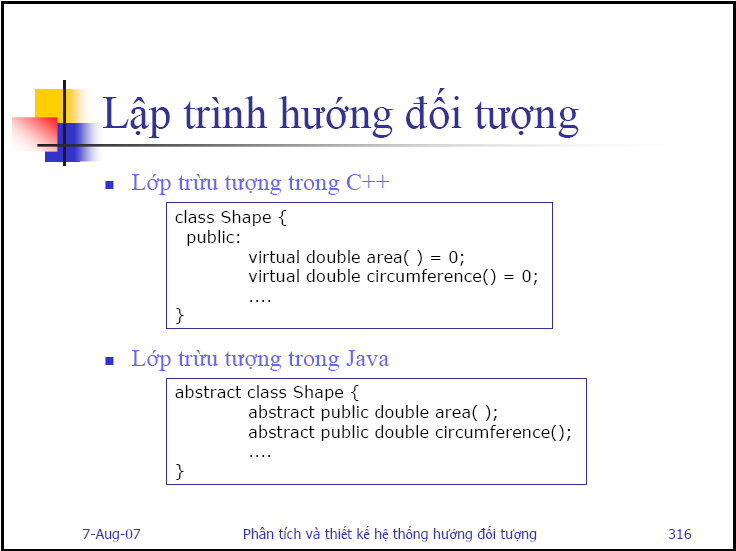 Lập trình hướng đối tượng
Lớp trừu tượng trong C++
class Shape {
public:
virtual double area( ) = 0;
virtual double circumference() = 0;
....
}
Lớp trừu tượng trong Java
abstract class Shape {
abstract public double area( );
abstract public double circumference();
....
}
7-Aug-07 Phân tích và thiết kế hệ thống hướng đối tượng 316